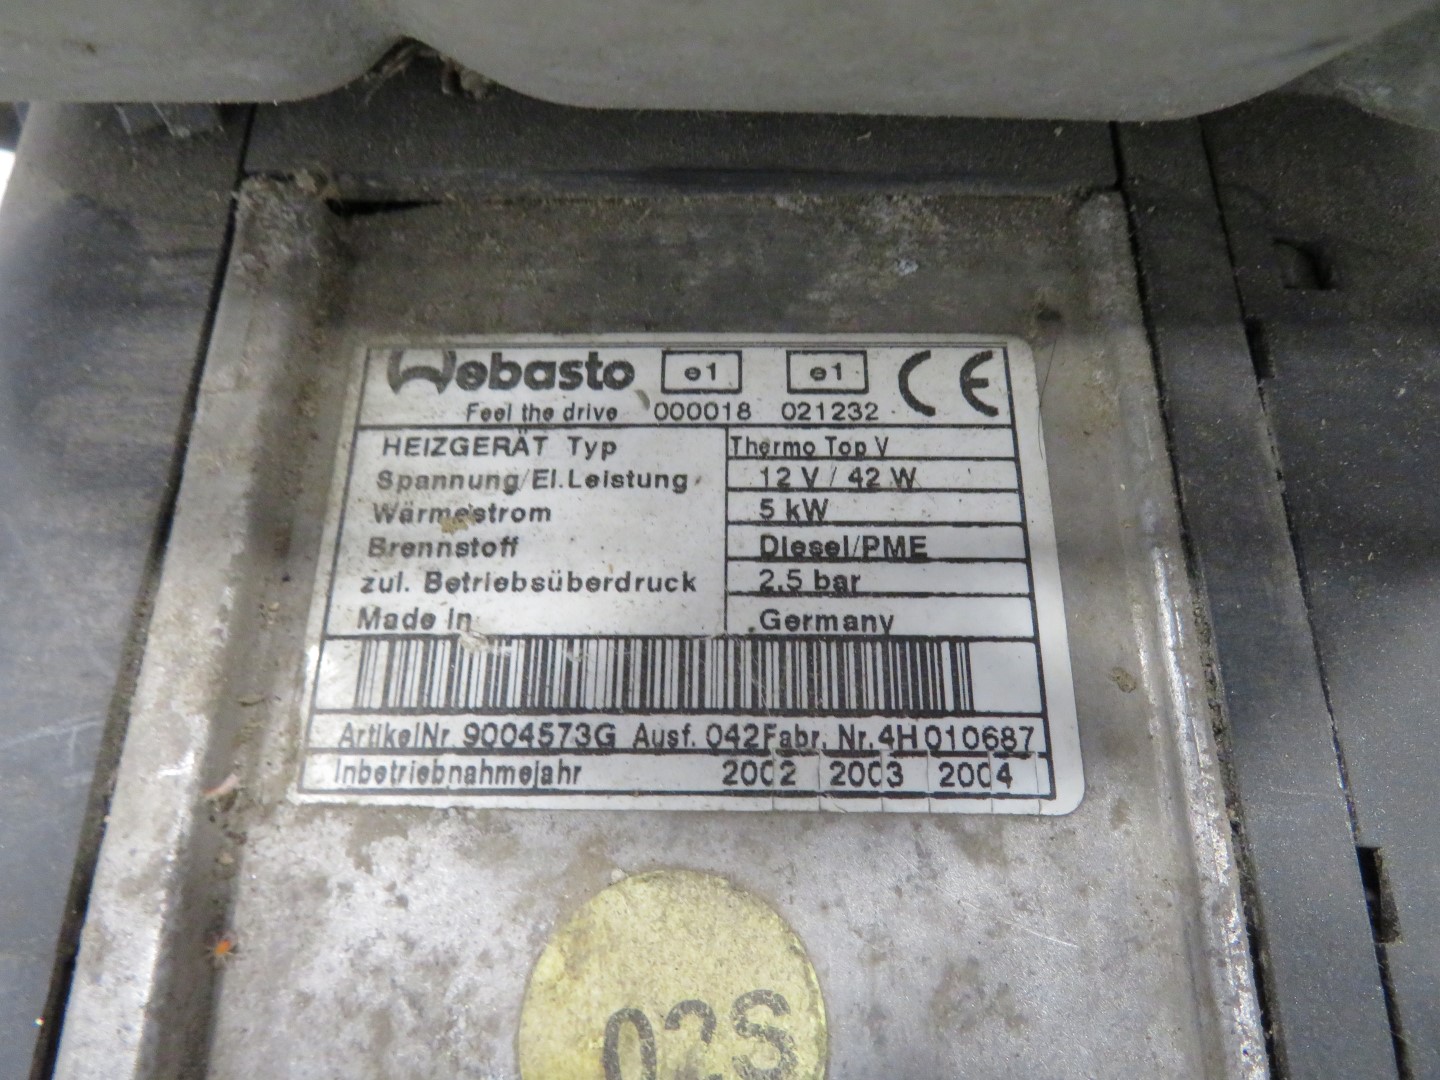 Webasto e1 e1 CE
Feel the drive 000018 021232
HEIZGERÄT Typ Thermo Top V
Spannung/El.Leistung 12 V / 42 W
Wärmestrom 5 kW
Brennstoff Diesel/PME
zul. Betriebsüberdruck 2,5 bar
Made in Germany
ArtikelNr. 9004573G Ausf. 042 Fabr. Nr. 4H010687
Inbetriebnahmejahr 2002 2003 2004
02S